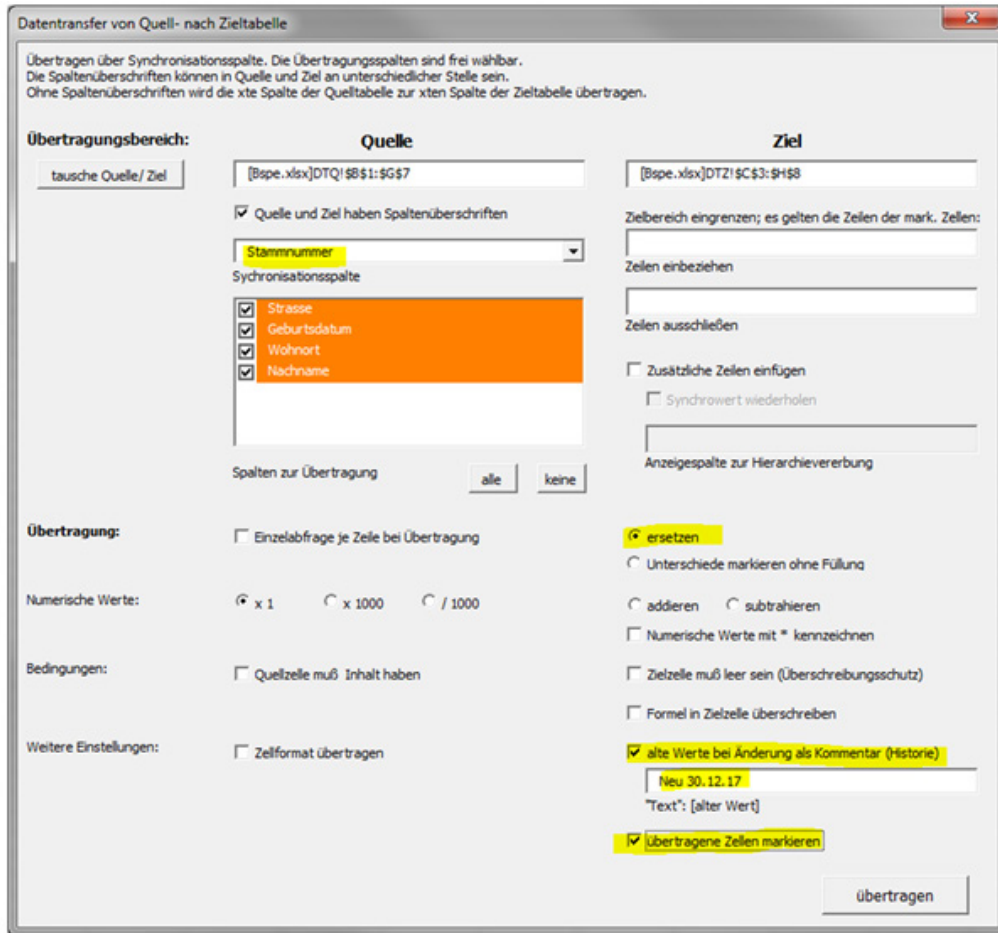 Datentransfer von Quell- nach Zieltabelle
x
Übertragen über Synchronisationsspalte. Die Übertragungsspalten sind frei wählbar.
Die Spaltenüberschriften können in Quelle und Ziel an unterschiedlicher Stelle sein.
Ohne Spaltenüberschriften wird die xte Spalte der Quelltabelle zur xten Spalte der Zieltabelle übertragen.
Übertragungsbereich: Quelle Ziel
tausche Quelle/ Ziel [Bspe.xlsx]DTQ!$B$1:$G$7 [Bspe.xlsx]DTZ!$C$3:$H$8
Quelle und Ziel haben Spaltenüberschriften Zielbereich eingrenzen; es gelten die Zeilen der mark. Zellen:
Stammnummer
Sychronisationsspalte Zeilen einbeziehen
Strasse
Geburtsdatum Zeilen ausschließen
Wohnort
Nachname Zusätzliche Zeilen einfügen
Synchrowert wiederholen
Spalten zur Übertragung alle keine Anzeigespalte zur Hierarchievererbung
Übertragung: Einzelabfrage je Zeile bei Übertragung ersetzen
Unterschiede markieren ohne Füllung
Numerische Werte: x 1 x 1000 / 1000 addieren subtrahieren
Numerische Werte mit * kennzeichnen
Bedingungen: Quellzelle muß Inhalt haben Zielzelle muß leer sein (Überschreibungsschutz)
Formel in Zielzelle überschreiben
Weitere Einstellungen: Zellformat übertragen alte Werte bei Änderung als Kommentar (Historie)
Neu 30.12.17
"Text": [alter Wert]
übertragene Zellen markieren
übertragen